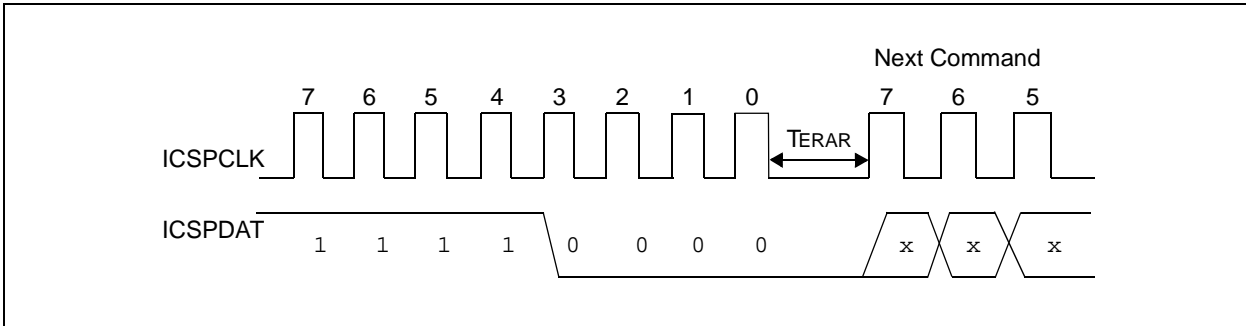 Next Command
7 6 5 4 3 2 1 0 7 6 5
TERAR
ICSPCLK
ICSPDAT
1 1 1 1 0 0 0 0 x x x